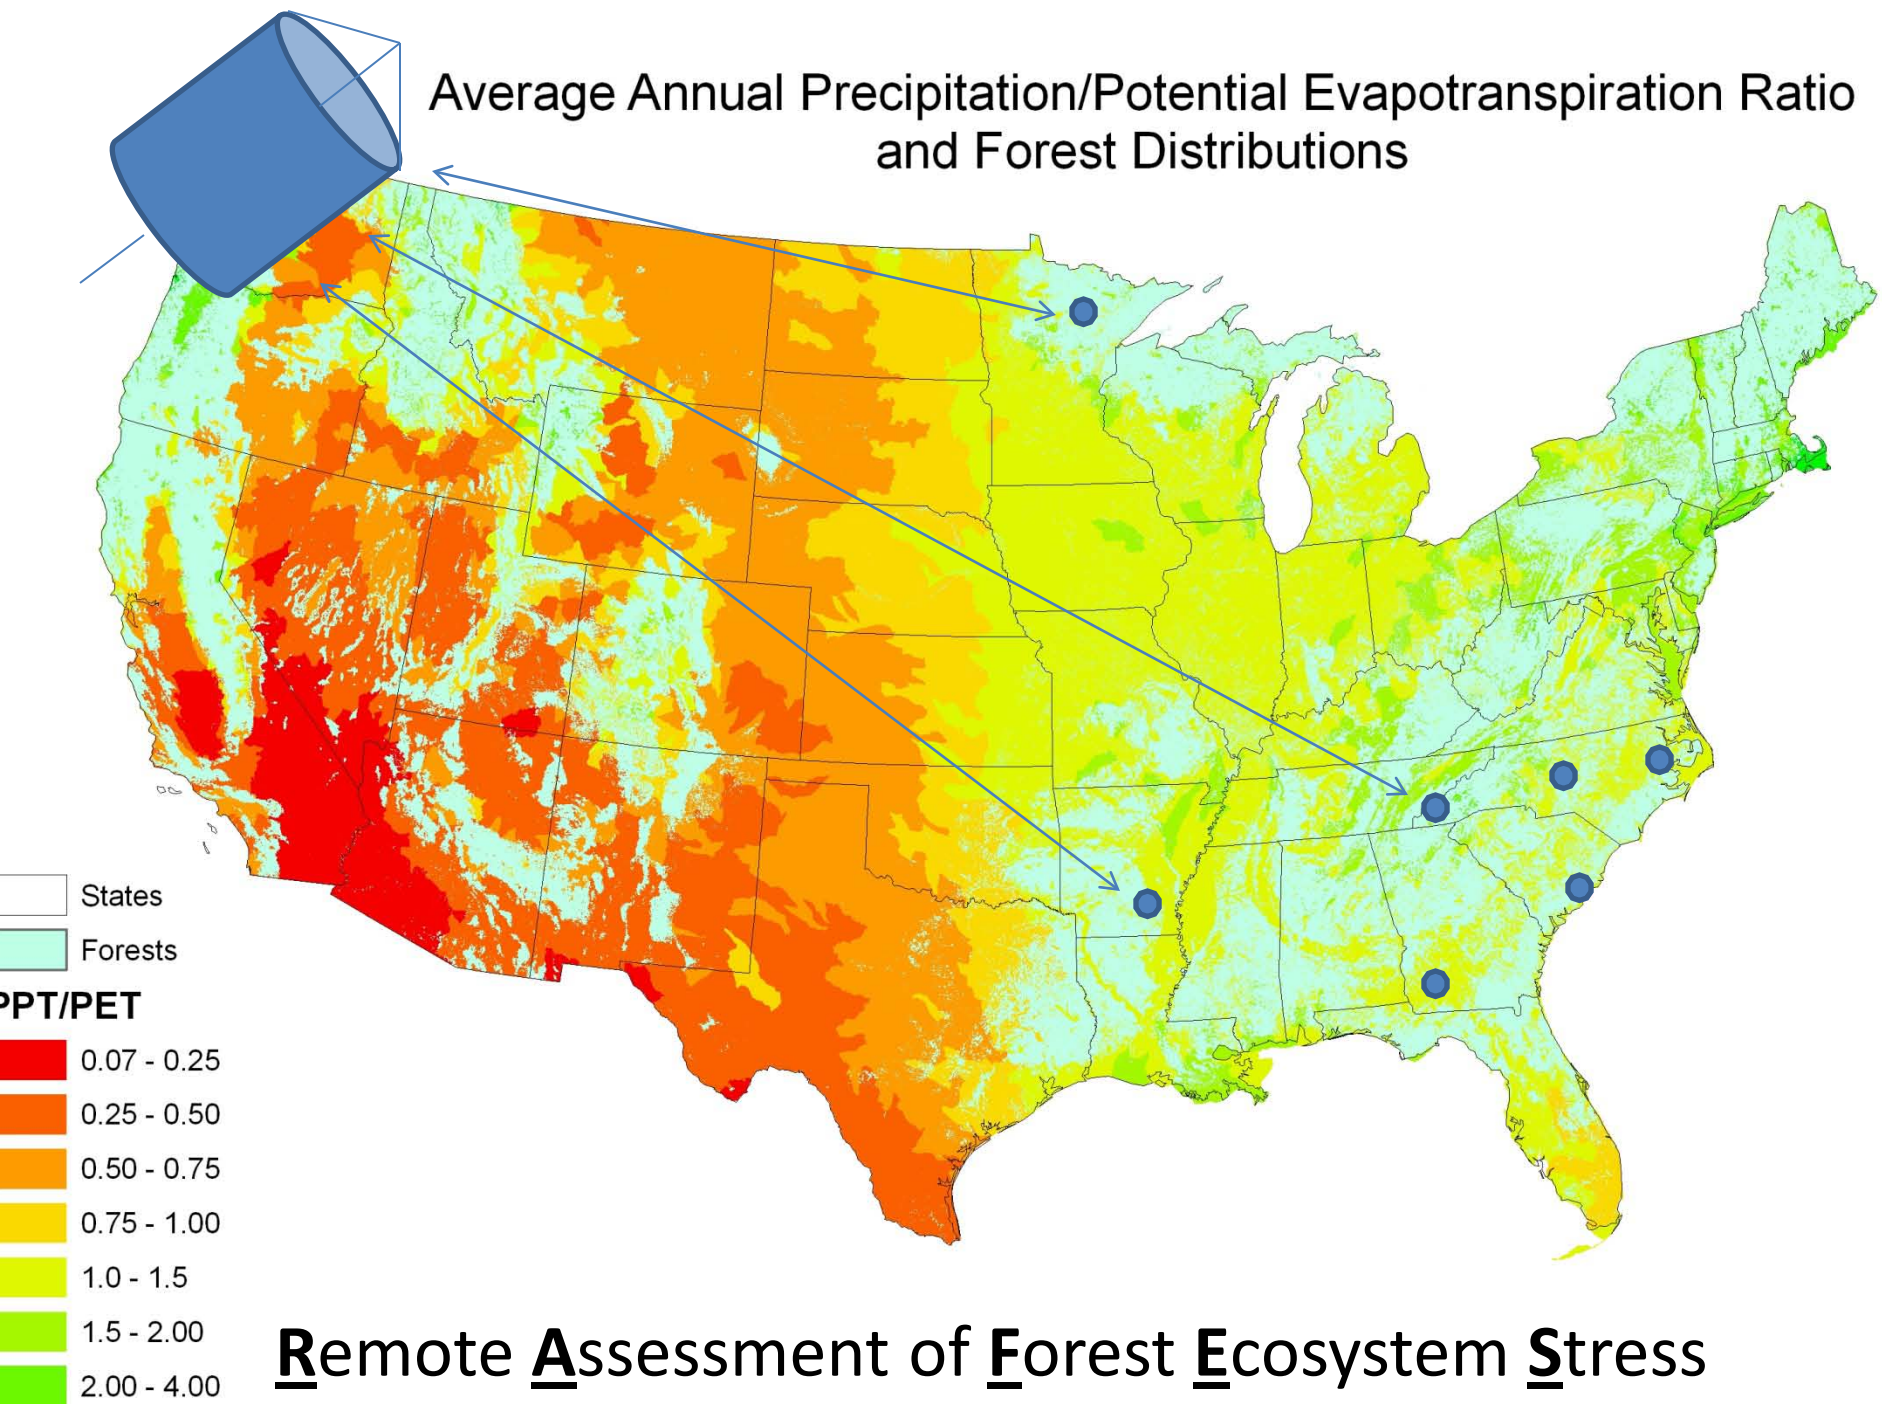 Average Annual Precipitation/Potential Evapotranspiration Ratio
and Forest Distributions
States
Forests
PPT/PET
0.07 - 0.25
0.25 - 0.50
0.50 - 0.75
0.75 - 1.00
1.0 - 1.5
1.5 - 2.00
2.00 - 4.00
Remote Assessment of Forest Ecosystem Stress